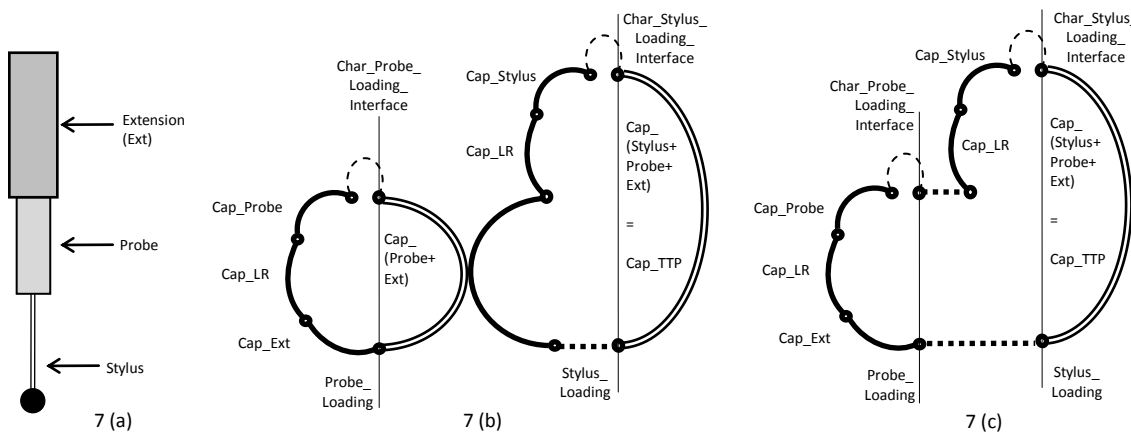 Extension
(Ext)
Probe
Stylus
7 (a)
Char_Probe_
Loading_
Interface
Cap_Probe
Cap_LR
Cap_Ext
Cap_
(Probe+
Ext)
Probe_
Loading
Char_Stylus_
Loading_
Interface
Cap_Stylus
Cap_LR
Cap_
(Stylus+
Probe+
Ext)
=
Cap_TTP
Stylus_
Loading
7 (b)
Char_Stylus_
Loading_
Interface
Cap_Stylus
Char_Probe_
Loading_
Interface
Cap_LR
Cap_Probe
Cap_LR
Cap_Ext
Cap_
(Stylus+
Probe+
Ext)
=
Cap_TTP
Probe_
Loading
Stylus_
Loading
7 (c)